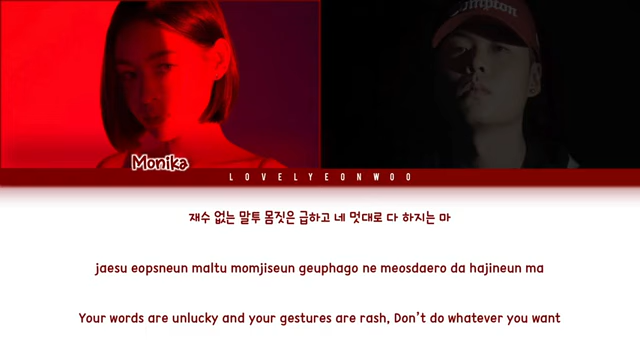 Compton
Monika
LOVELYEONWOO
재수 없는 말투 몸짓은 급하고 네 멋대로 다 하지는 마
jaesu eopsneun maltu momjiseun geuphago ne meosdaero da hajineun ma
Your words are unlucky and your gestures are rash, Don't do whatever you want